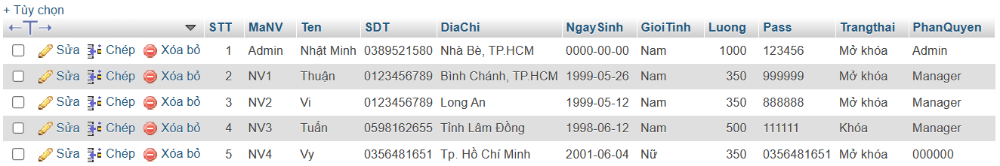 + Tùy chọn
←T→ STT MaNV Ten SDT DiaChi NgaySinh GioiTinh Luong Pass Trangthai PhanQuyen
Sửa Chép Xóa bỏ 1 Admin Nhật Minh 0389521580 Nhà Bè, TP.HCM 0000-00-00 Nam 1000 123456 Mở khóa Admin
Sửa Chép Xóa bỏ 2 NV1 Thuận 0123456789 Bình Chánh, TP.HCM 1999-05-26 Nam 350 999999 Mở khóa Manager
Sửa Chép Xóa bỏ 3 NV2 Vi 0123456789 Long An 1999-05-12 Nam 350 888888 Mở khóa Manager
Sửa Chép Xóa bỏ 4 NV3 Tuấn 0598162655 Tỉnh Lâm Đồng 1998-06-12 Nam 500 111111 Khóa Manager
Sửa Chép Xóa bỏ 5 NV4 Vy 0356481651 Tp. Hồ Chí Minh 2001-06-04 Nữ 350 0356481651 Mở khóa 000000